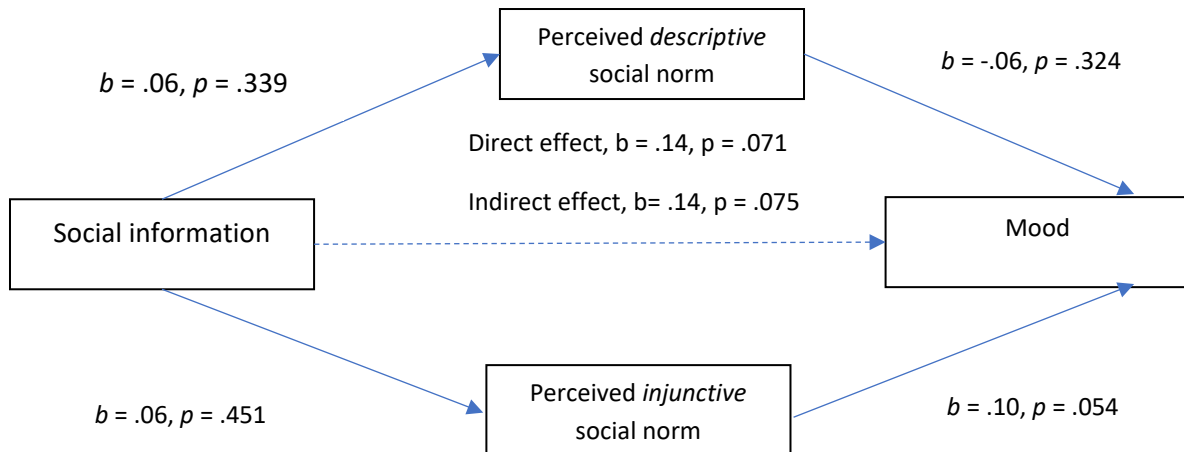 Perceived descriptive
social norm
b = .06, p = .339
b = -.06, p = .324
Direct effect, b = .14, p = .071
Indirect effect, b= .14, p = .075
Social information
Mood
Perceived injunctive
social norm
b = .06, p = .451
b = .10, p = .054